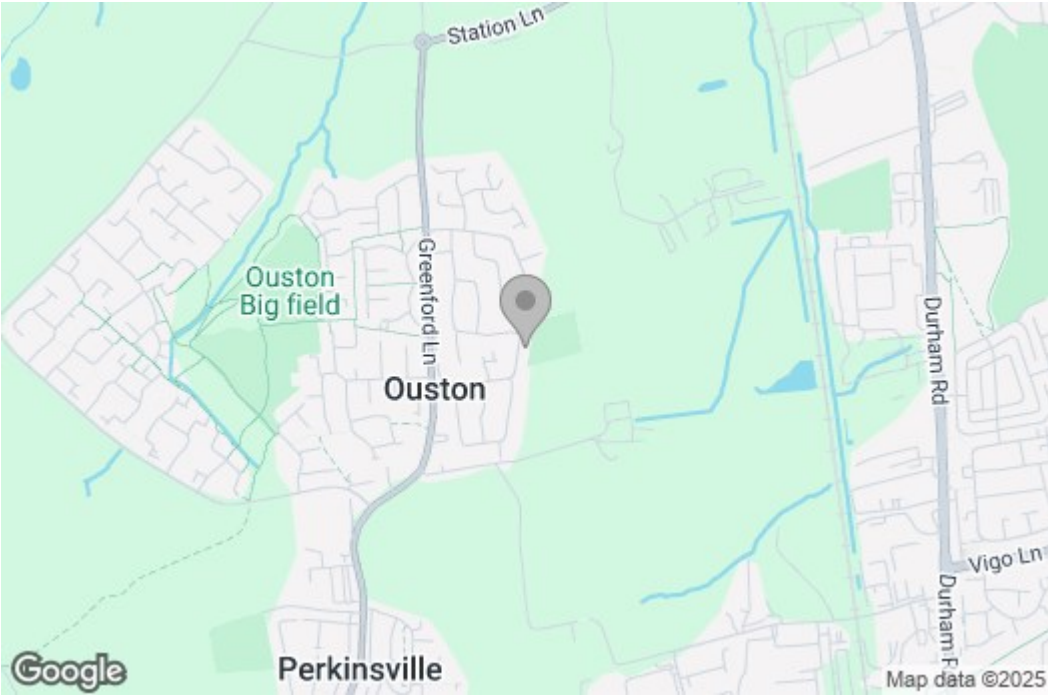 Station Ln
Ouston
Big field
Greenford Ln
Ouston
Durham Rd
Vigo Ln
Durham R
Perkinsville
Google
Map data ©2025